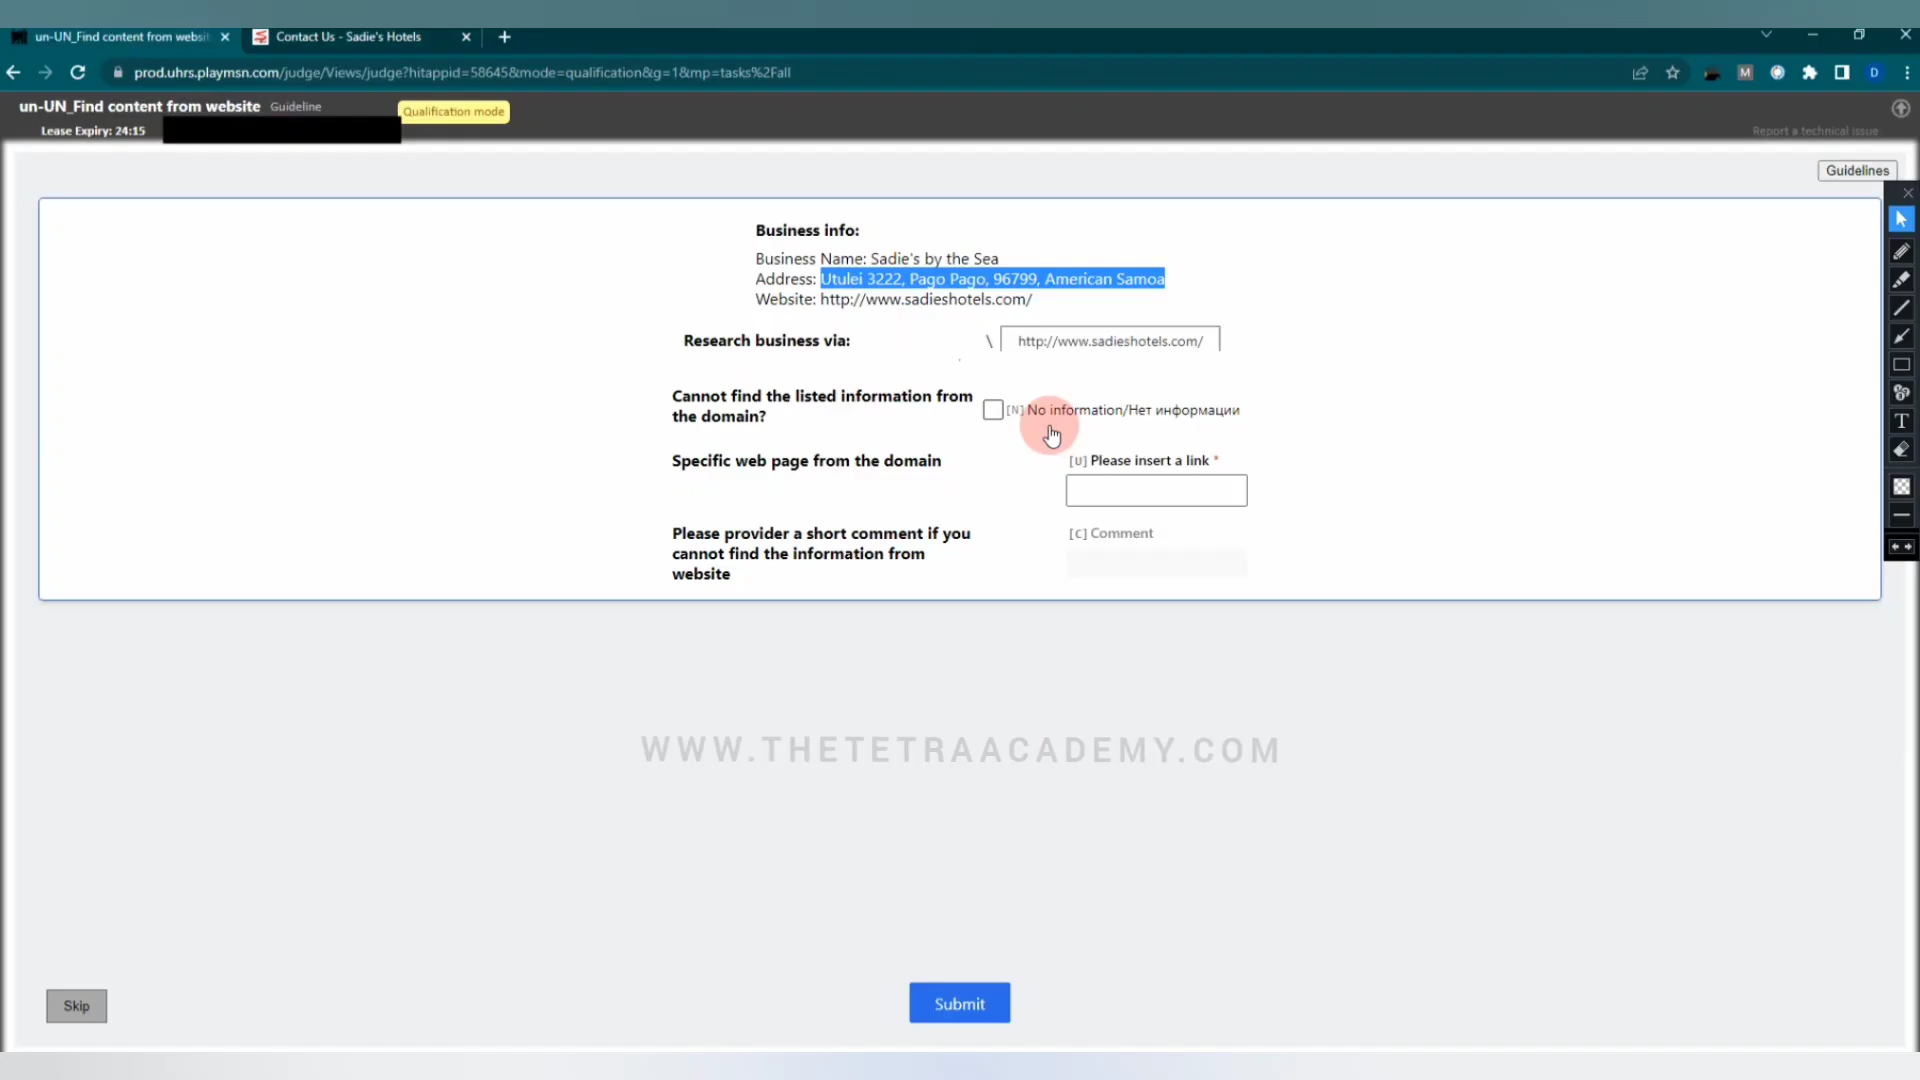 un-UN_Find content from websit
Contact Us - Sadie's Hotels
prod.uhrs.playmsn.com/judge/Views/judge?hitappid=58645&mode=qualification&g=1&mp=tasks%2Fall
M
D
un-UN_Find content from website Guideline
Qualification mode
Lease Expiry: 24:15
Report a technical issue
Guidelines
Business info:
Business Name: Sadie's by the Sea
Address: Utulei 3222, Pago Pago, 96799, American Samoa
Website: http://www.sadieshotels.com/
Research business via:
\ http://www.sadieshotels.com/
Cannot find the listed information from
the domain?
[N] No information/Нет информации
Specific web page from the domain
[U] Please insert a link *
Please provider a short comment if you
cannot find the information from
website
[C] Comment
T
WWW.THETETRAACADEMY.COM
Skip
Submit